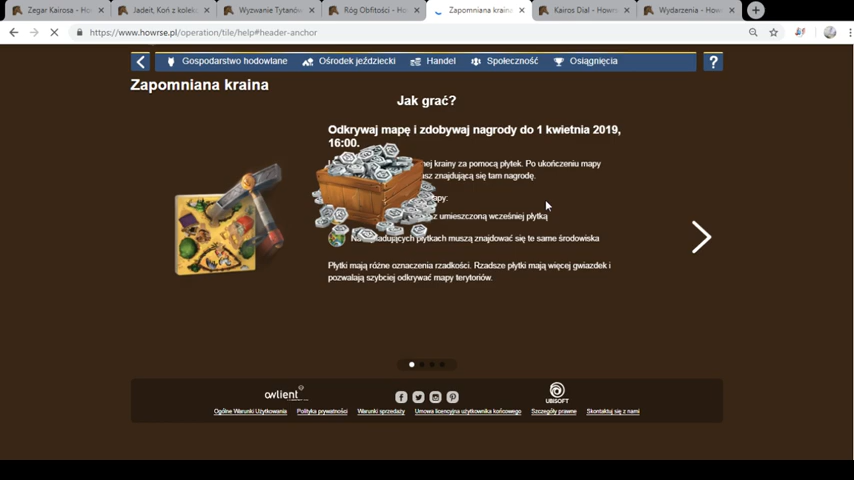 Zegar Kairosa - How
Jadeit, Koń z kolek
Wyzwanie Tytanów
Róg Obfitości - Ho
Zapomniana kraina
Kairos Dial - Howrs
Wydarzenia - Howr
https://www.howrse.pl/operation/tile/help#header-anchor
Gospodarstwo hodowlane Ośrodek jeździecki Handel Społeczność Osiągnięcia ?
Zapomniana kraina
Jak grać?
Odkrywaj mapę i zdobywaj nagrody do 1 kwietnia 2019,
16:00.
nej krainy za pomocą płytek. Po ukończeniu mapy
znajdującą się tam nagrodę.
z umieszczoną wcześniej płytką
płytkach muszą znajdować się te same środowiska
Płytki mają różne oznaczenia rzadkości. Rzadsze płytki mają więcej gwiazdek i
pozwalają szybciej odkrywać mapy terytoriów.
owlient
UBISOFT
Ogólne Warunki Użytkowania Polityka prywatności Warunki sprzedaży Umowa licencyjna użytkownika końcowego Szczegóły prawne Skontaktuj się z nami